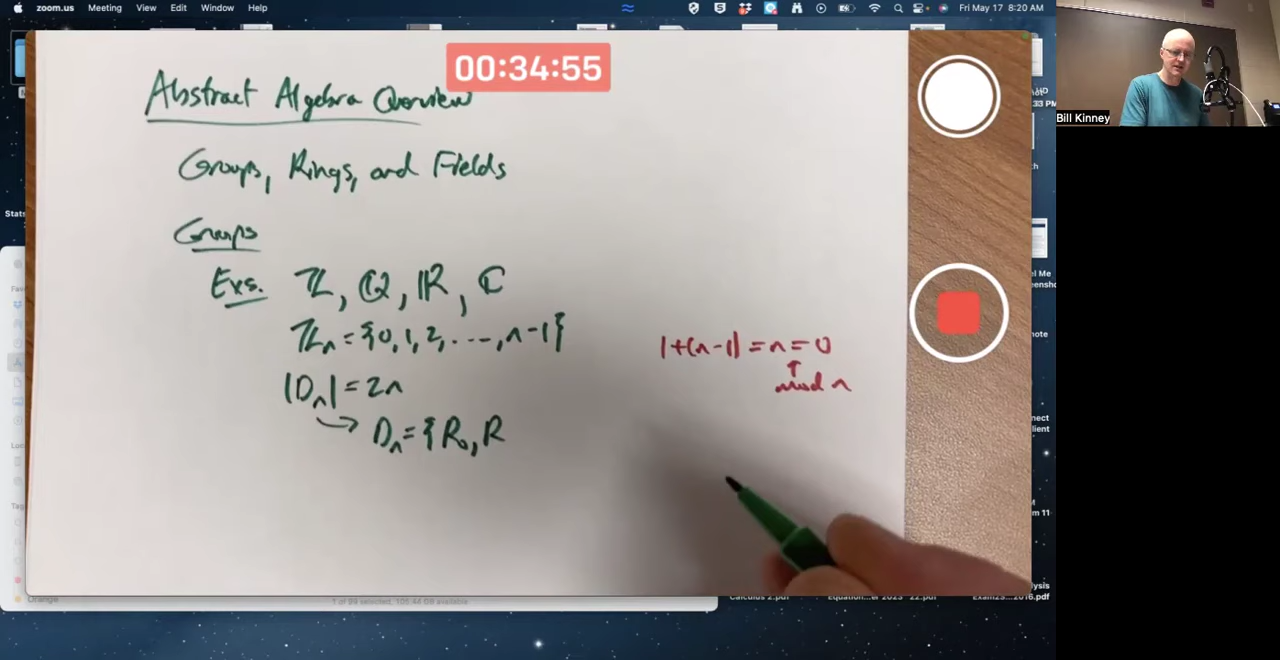 zoom.us Meeting View Edit Window Help
Fri May 17 8:20 AM
00:34:55
Bill Kinney
Abstract Algebra Overview
Groups, Rings, and Fields
Groups
Exs. ℤ, ℚ, ℝ, ℂ
ℤₙ = {0, 1, 2, ..., n-1}
1+(n-1) = n = 0
↑
mod n
|Dₙ| = 2n
→ Dₙ = {R₀, R
Stats